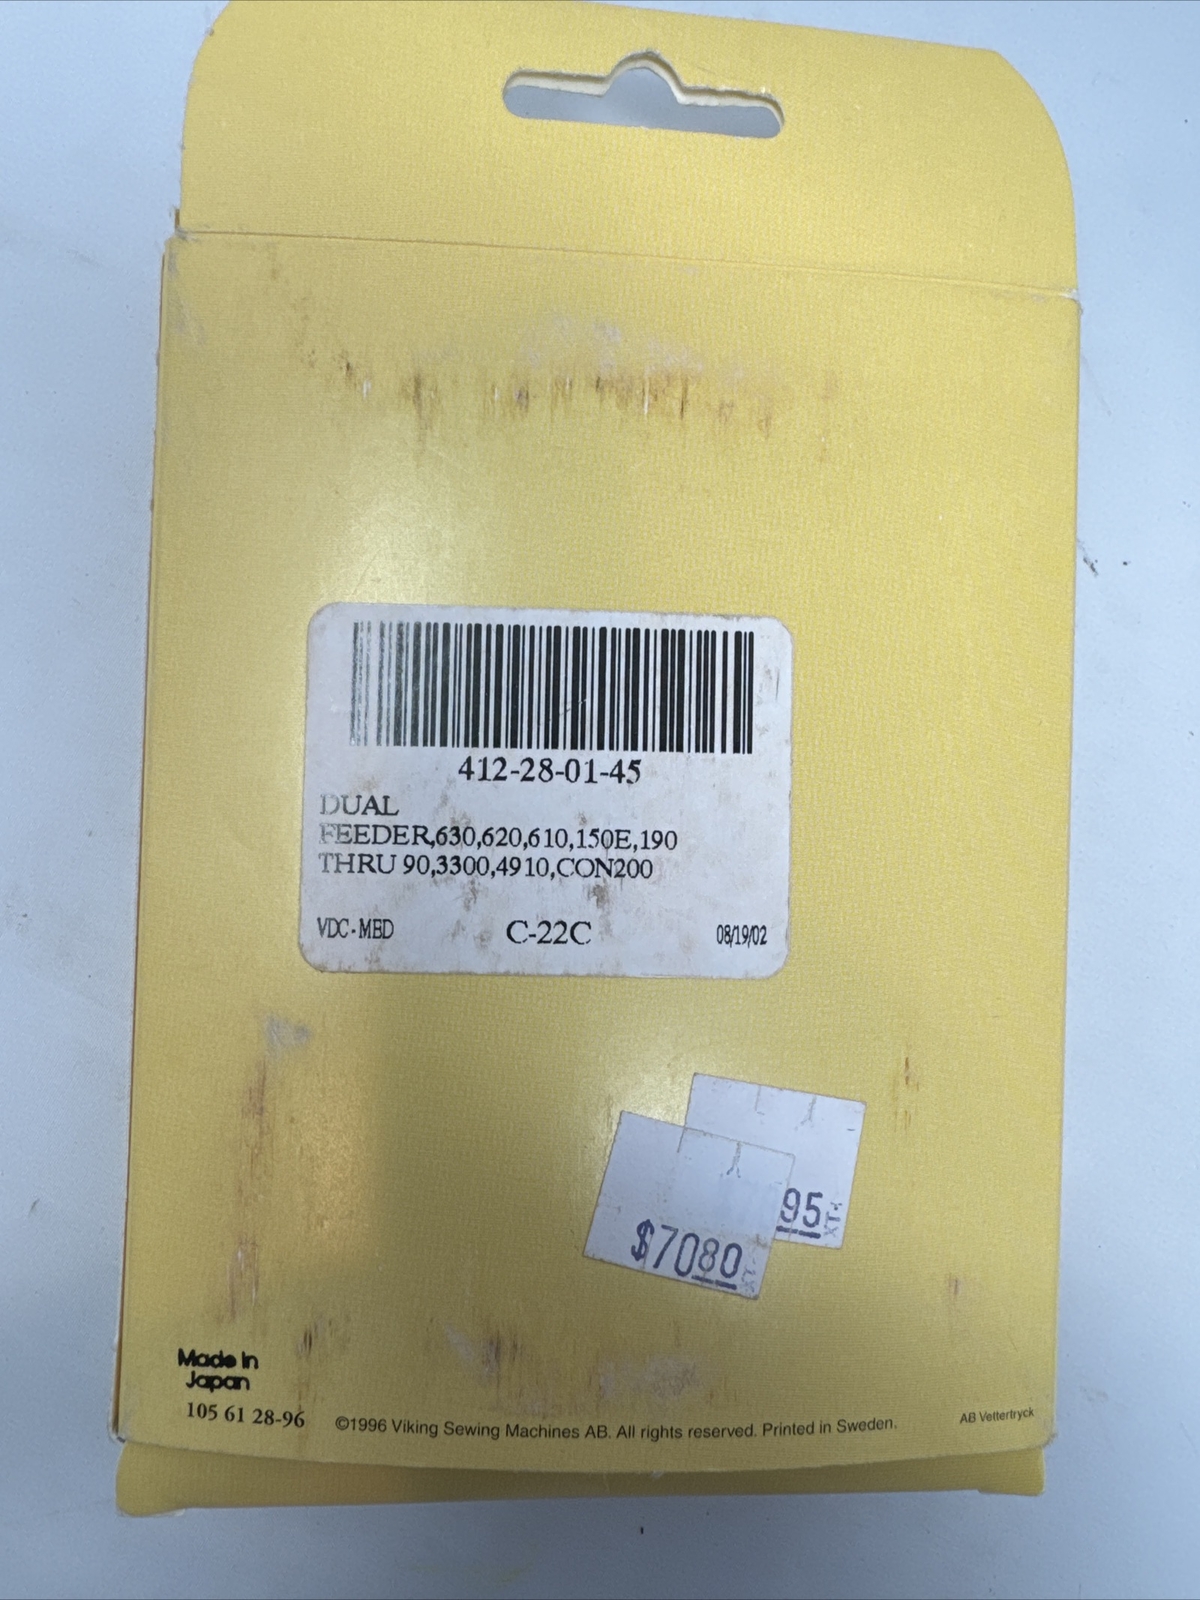 412-28-01-45
DUAL
FEEDER,630,620,610,150E,190
THRU 90,3300,4910,CON200
VDC-MED C-22C 08/19/02
95
$7080
Made in
Japan
105 61 28-96
©1996 Viking Sewing Machines AB. All rights reserved. Printed in Sweden.
AB Vettertryck